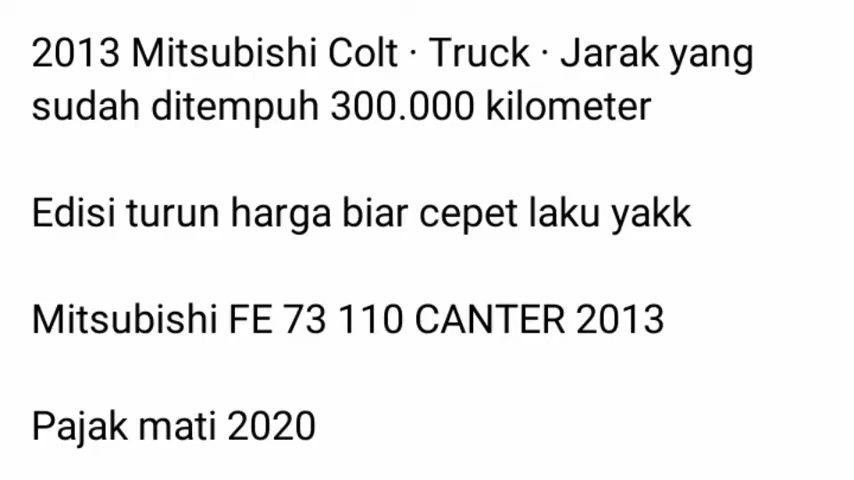 2013 Mitsubishi Colt · Truck · Jarak yang
sudah ditempuh 300.000 kilometer
Edisi turun harga biar cepet laku yakk
Mitsubishi FE 73 110 CANTER 2013
Pajak mati 2020